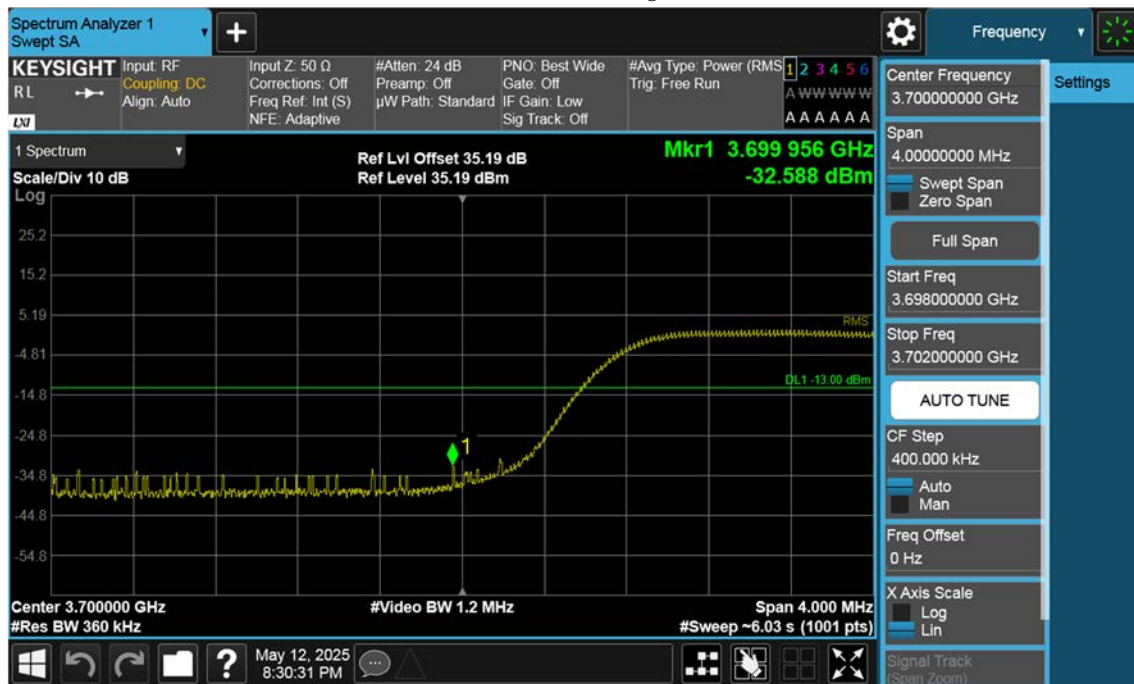 Spectrum Analyzer 1
Swept SA
Frequency
KEYSIGHT
RL
LXI
Input: RF
Coupling: DC
Align: Auto
Input Z: 50 Ω
Corrections: Off
Freq Ref: Int (S)
NFE: Adaptive
#Atten: 24 dB
Preamp: Off
µW Path: Standard
PNO: Best Wide
Gate: Off
IF Gain: Low
Sig Track: Off
#Avg Type: Power (RMS
Trig: Free Run
1 2 3 4 5 6
A W W W W W
A A A A A A
1 Spectrum
Scale/Div 10 dB
Ref Lvl Offset 35.19 dB
Ref Level 35.19 dBm
Mkr1 3.699 956 GHz
-32.588 dBm
Log
25.2
15.2
5.19
-4.81
-14.8
-24.8
-34.8
-44.8
-54.8
RMS
DL1 -13.00 dBm
1
Center 3.700000 GHz
#Res BW 360 kHz
#Video BW 1.2 MHz
Span 4.000 MHz
#Sweep ~6.03 s (1001 pts)
Center Frequency
3.700000000 GHz
Settings
Span
4.00000000 MHz
Swept Span
Zero Span
Full Span
Start Freq
3.698000000 GHz
Stop Freq
3.702000000 GHz
AUTO TUNE
CF Step
400.000 kHz
Auto
Man
Freq Offset
0 Hz
X Axis Scale
Log
Lin
Signal Track
(Span Zoom)
?
May 12, 2025
8:30:31 PM